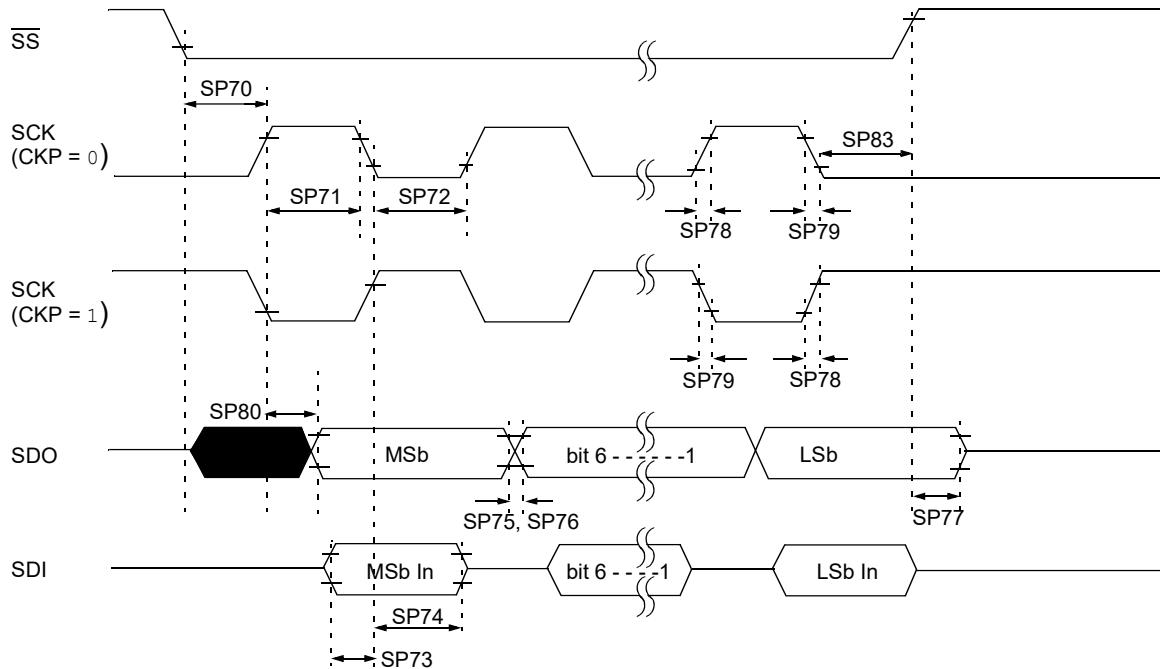 SS
SP70
SCK
(CKP = 0)
SP83
SP71
SP72
SP78
SP79
SCK
(CKP = 1)
SP79
SP78
SP80
SDO
MSb
bit 6 - - - - - -1
LSb
SP75, SP76
SP77
SDI
MSb In
bit 6 - - - -1
LSb In
SP74
SP73